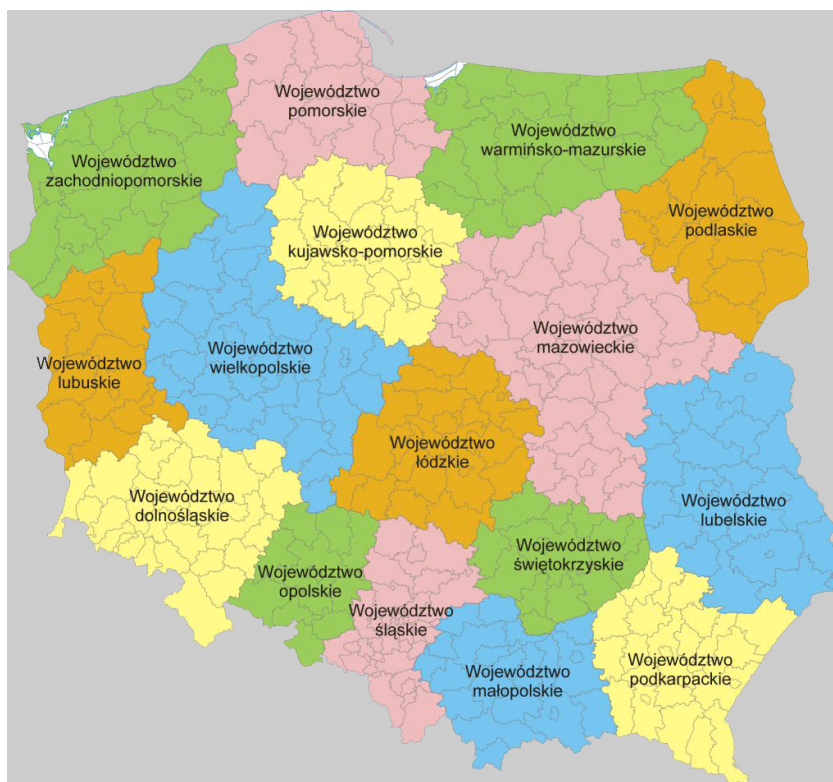 Województwo
pomorskie
Województwo
warmińsko-mazurskie
Województwo
zachodniopomorskie
Województwo
podlaskie
Województwo
kujawsko-pomorskie
Województwo
mazowieckie
Województwo
wielkopolskie
Województwo
lubuskie
Województwo
łódzkie
Województwo
dolnośląskie
Województwo
lubelskie
Województwo
świętokrzyskie
Województwo
opolskie
Województwo
śląskie
Województwo
podkarpackie
Województwo
małopolskie